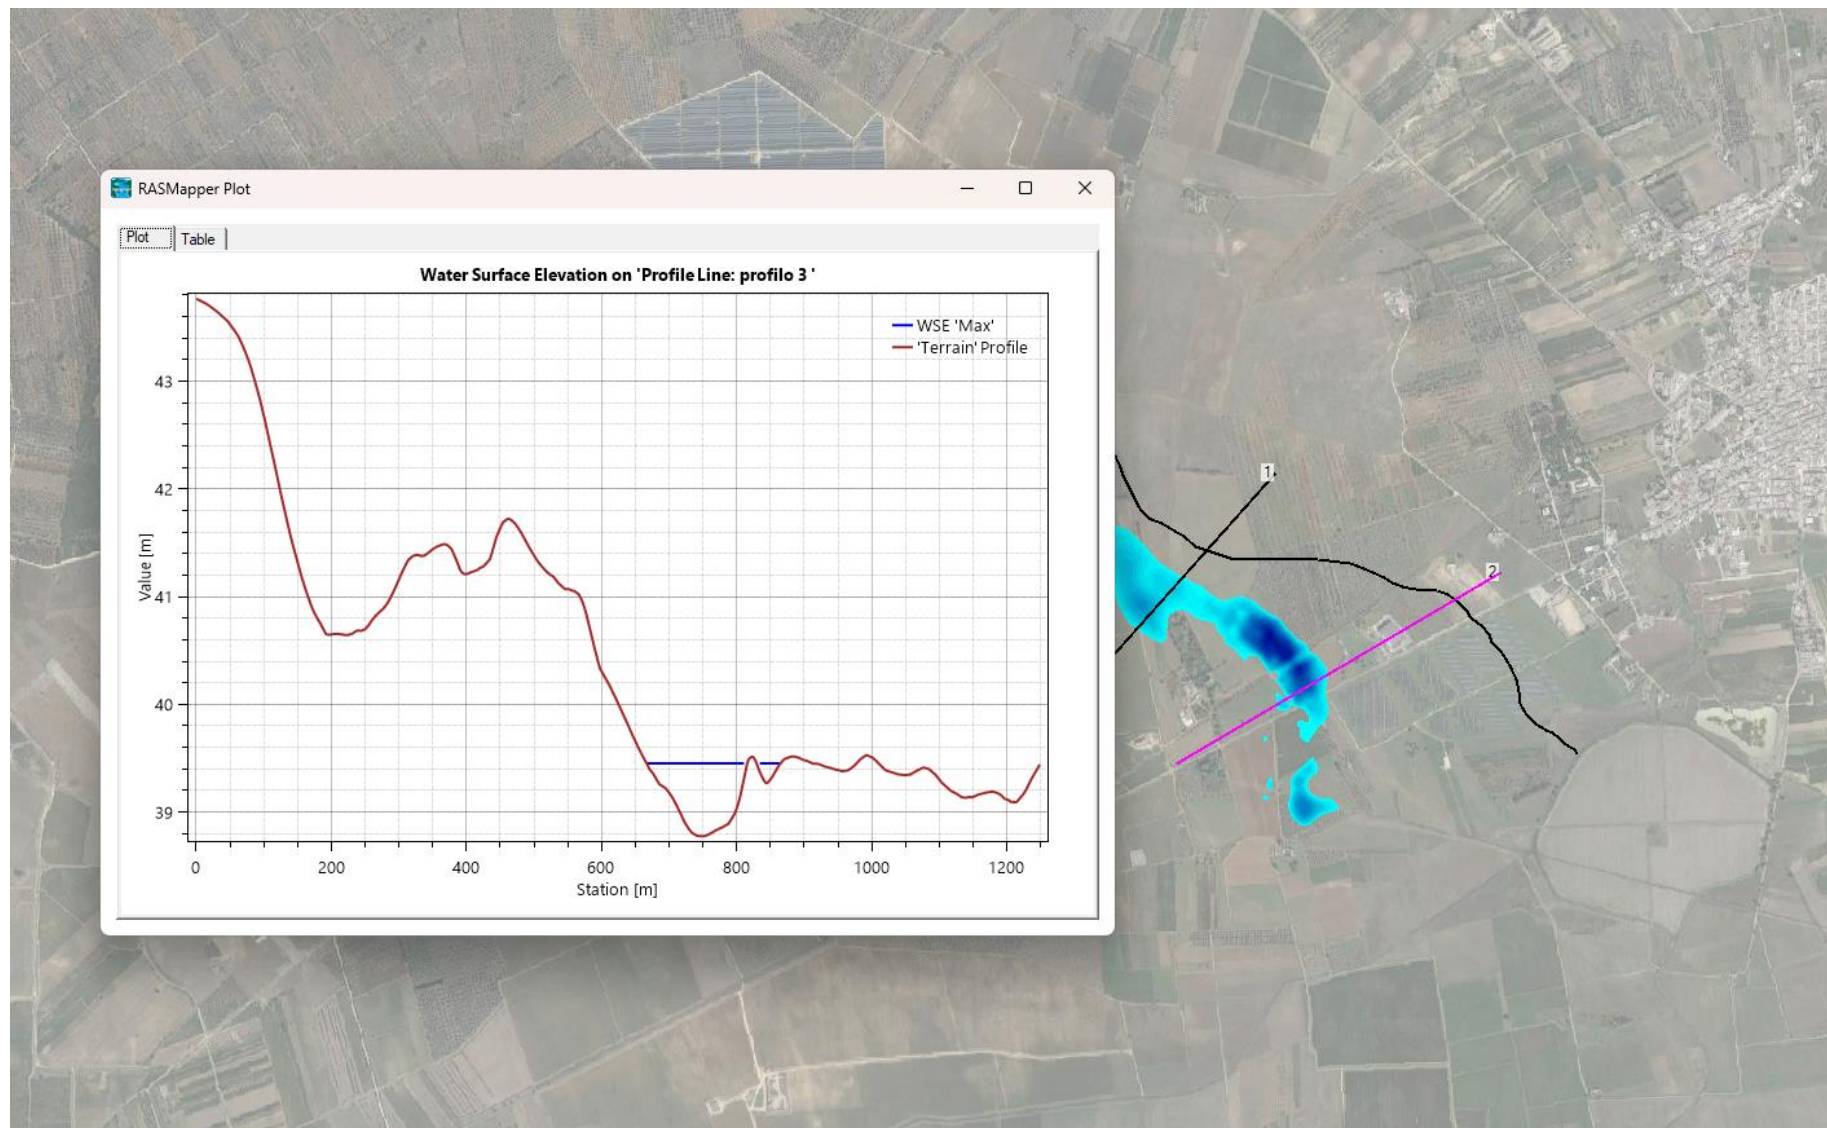 RASMapper Plot
Plot Table
Water Surface Elevation on 'Profile Line: profilo 3 '
WSE 'Max'
'Terrain' Profile
43
42
41
40
39
Value [m]
0 200 400 600 800 1000 1200
Station [m]
1
2